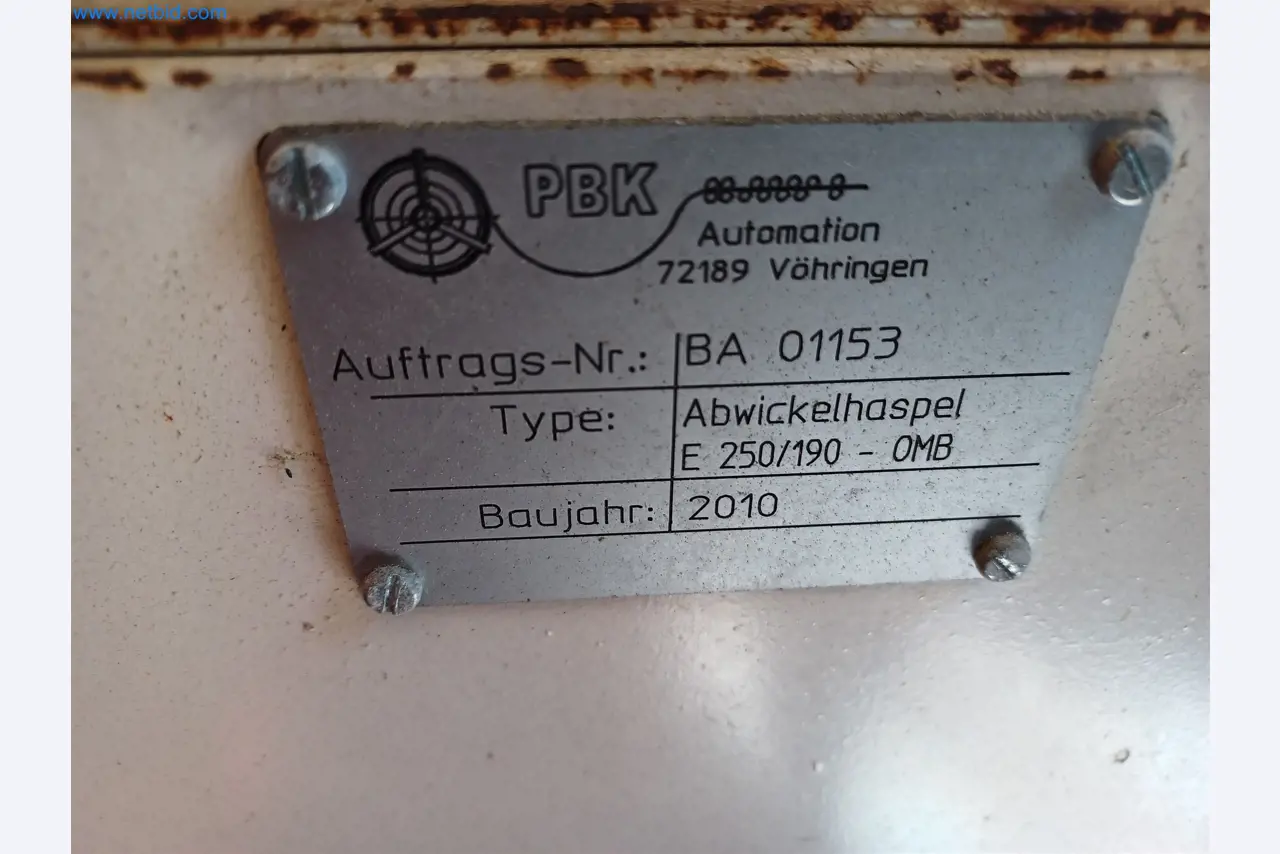 www.netbid.com
PBK
Automation
72189 Vöhringen
Auftrags-Nr.: BA 01153
Type: Abwickelhaspel
E 250/190 - OMB
Baujahr: 2010